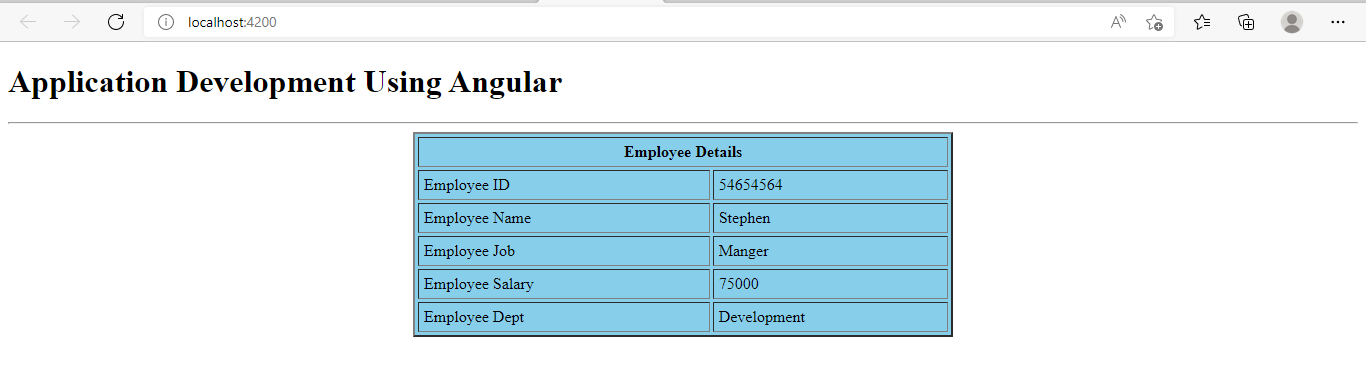 localhost:4200
Application Development Using Angular
Employee Details
Employee ID 54654564
Employee Name Stephen
Employee Job Manger
Employee Salary 75000
Employee Dept Development